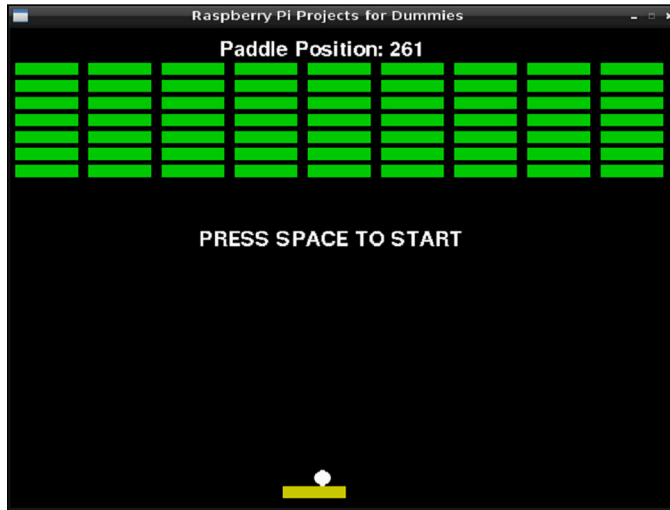 Raspberry Pi Projects for Dummies
Paddle Position: 261
PRESS SPACE TO START